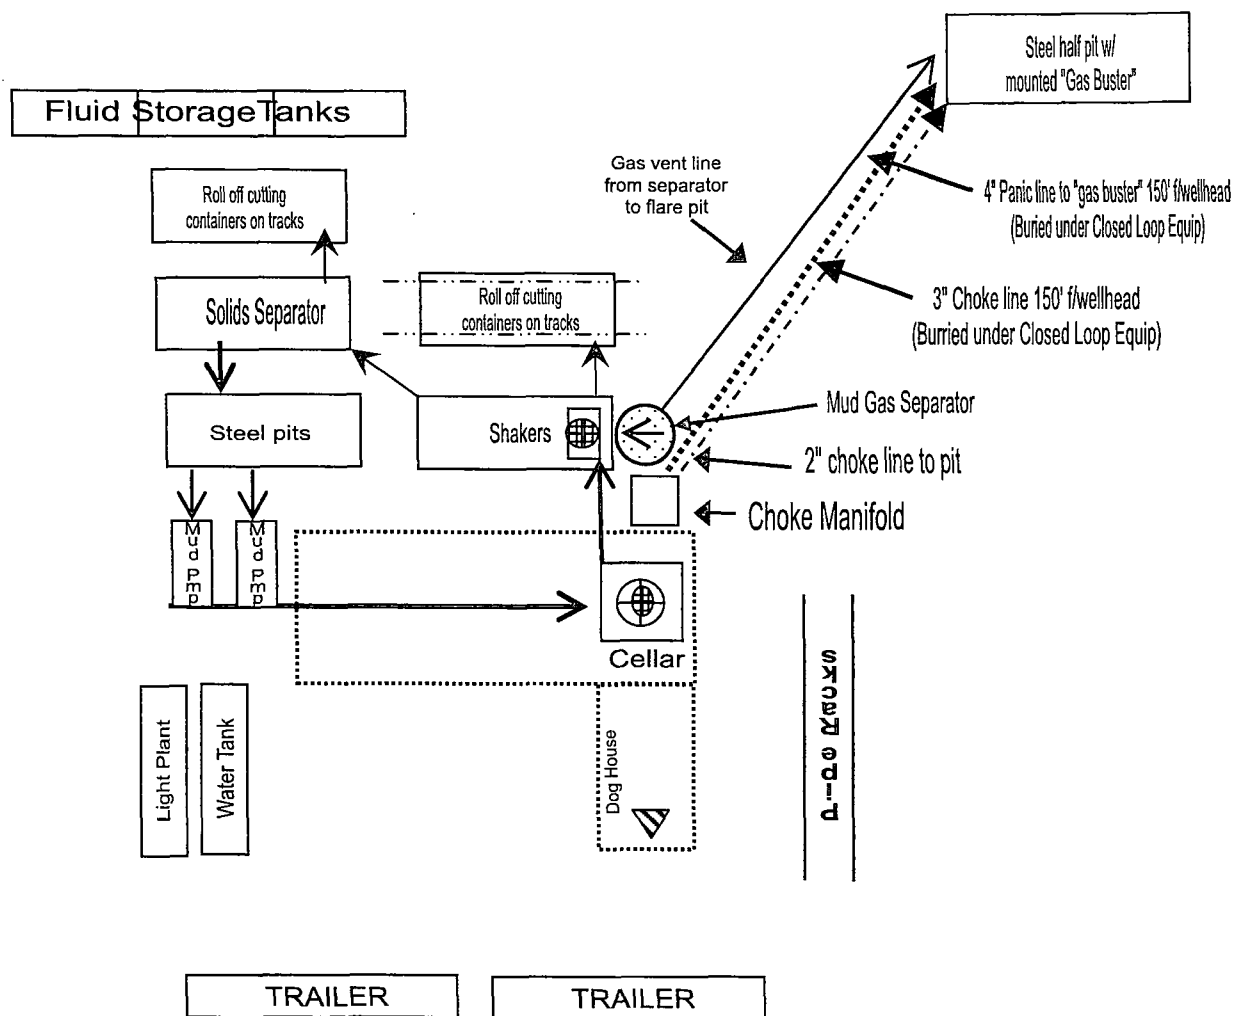 Steel half pit w/
mounted "Gas Buster"
Fluid Storage Tanks
Gas vent line
from separator
to flare pit
Roll off cutting
containers on tracks
4" Panic line to "gas buster" 150' f/wellhead
(Buried under Closed Loop Equip)
Solids Separator
Roll off cutting
containers on tracks
3" Choke line 150' f/wellhead
(Burried under Closed Loop Equip)
Mud Gas Separator
Steel pits
Shakers
2" choke line to pit
Choke Manifold
Mud Pmp
Mud Pmp
Cellar
Pipe Racks
Light Plant
Water Tank
Dog House
TRAILER
TRAILER